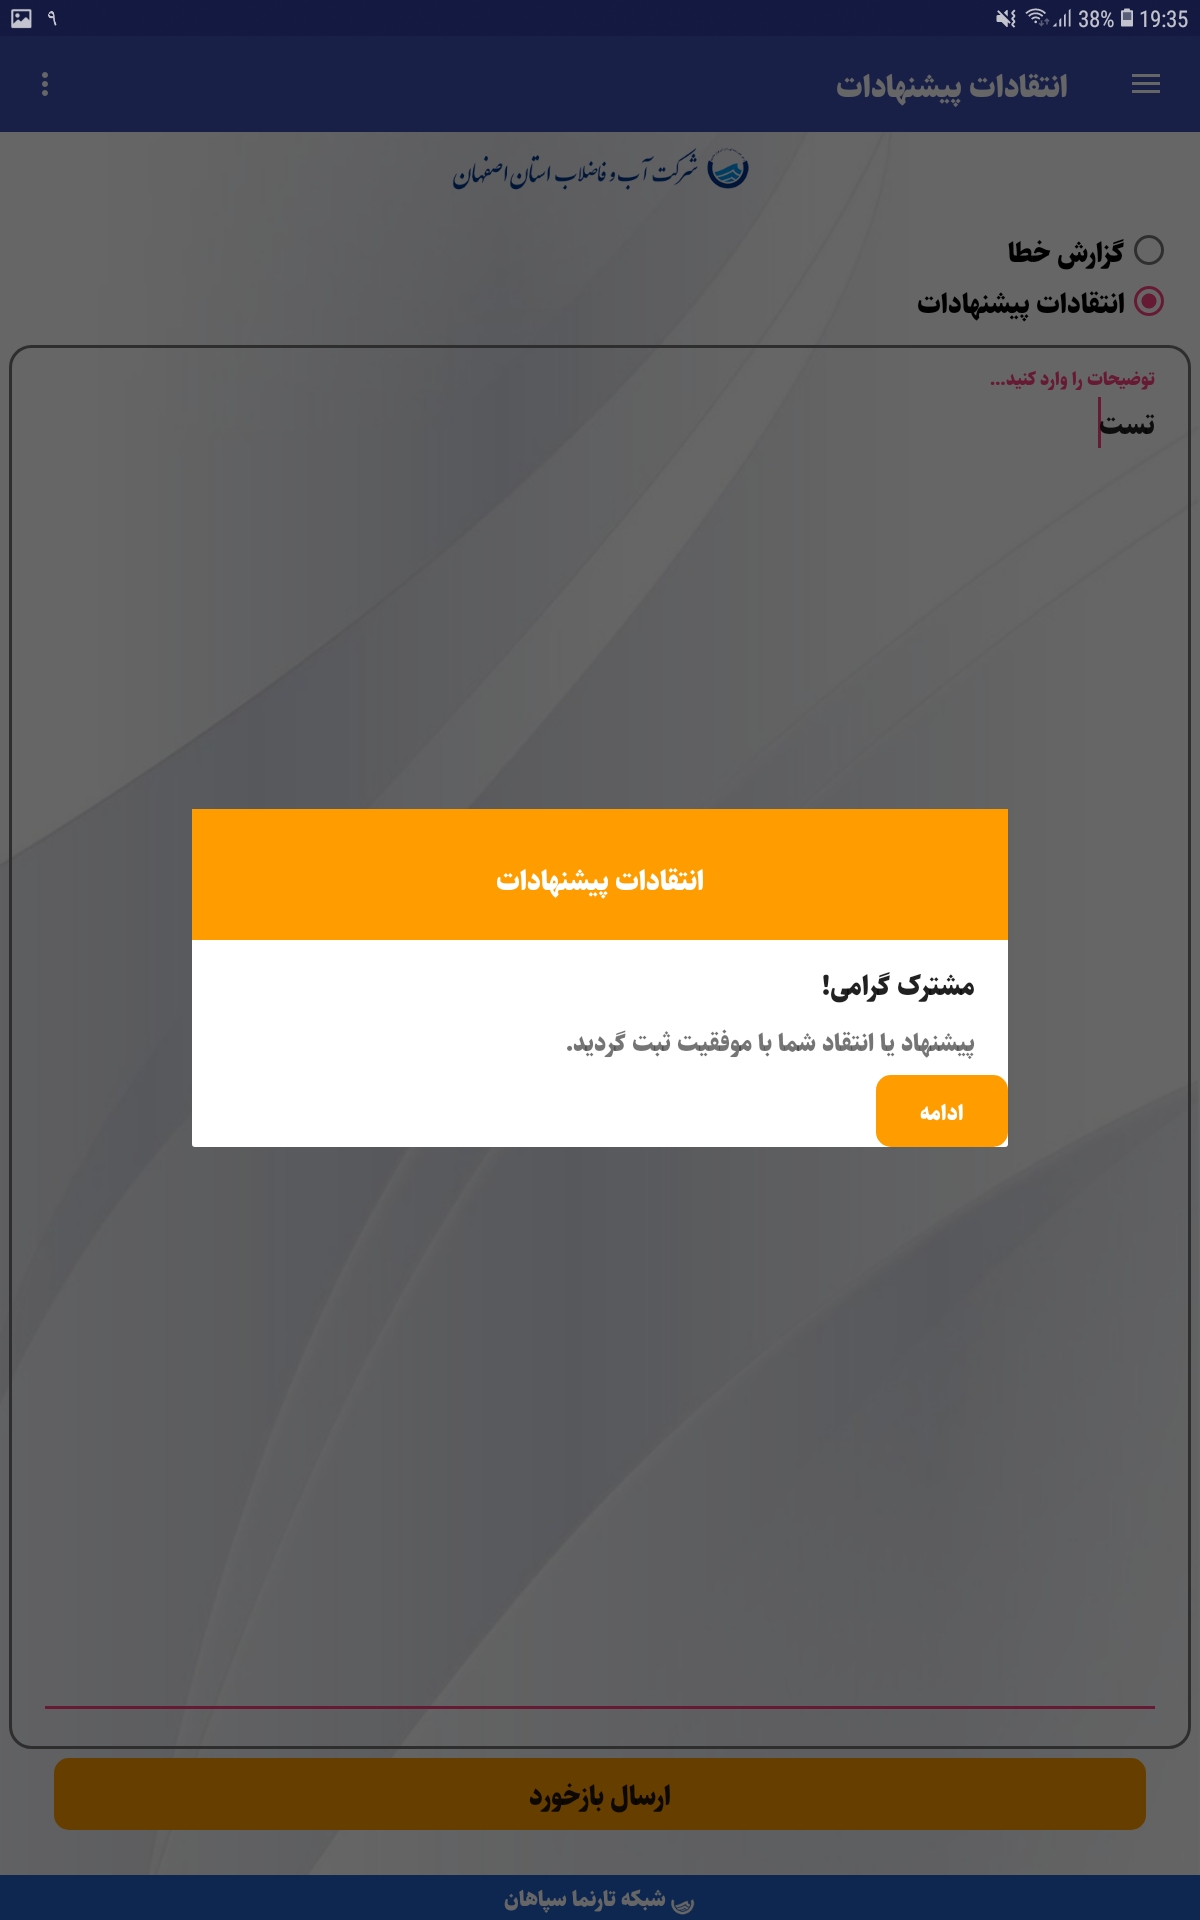 ۹
38% 19:35
انتقادات پیشنهادات
شرکت آب و فاضلاب استان اصفهان
گزارش خطا
انتقادات پیشنهادات
توضیحات را وارد کنید...
تست
انتقادات پیشنهادات
مشترک گرامی!
پیشنهاد یا انتقاد شما با موفقیت ثبت گردید.
ادامه
ارسال بازخورد
شبکه تارنما سپاهان